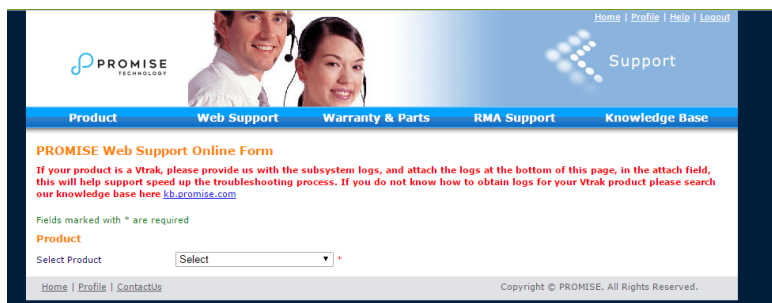 Home | Profile | Help | Logout
PROMISE
TECHNOLOGY
Support
Product Web Support Warranty & Parts RMA Support Knowledge Base
PROMISE Web Support Online Form
If your product is a Vtrak, please provide us with the subsystem logs, and attach the logs at the bottom of this page, in the attach field,
this will help support speed up the troubleshooting process. If you do not know how to obtain logs for your Vtrak product please search
our knowledge base here kb.promise.com
Fields marked with * are required
Product
Select Product Select *
Home | Profile | ContactUs Copyright © PROMISE. All Rights Reserved.